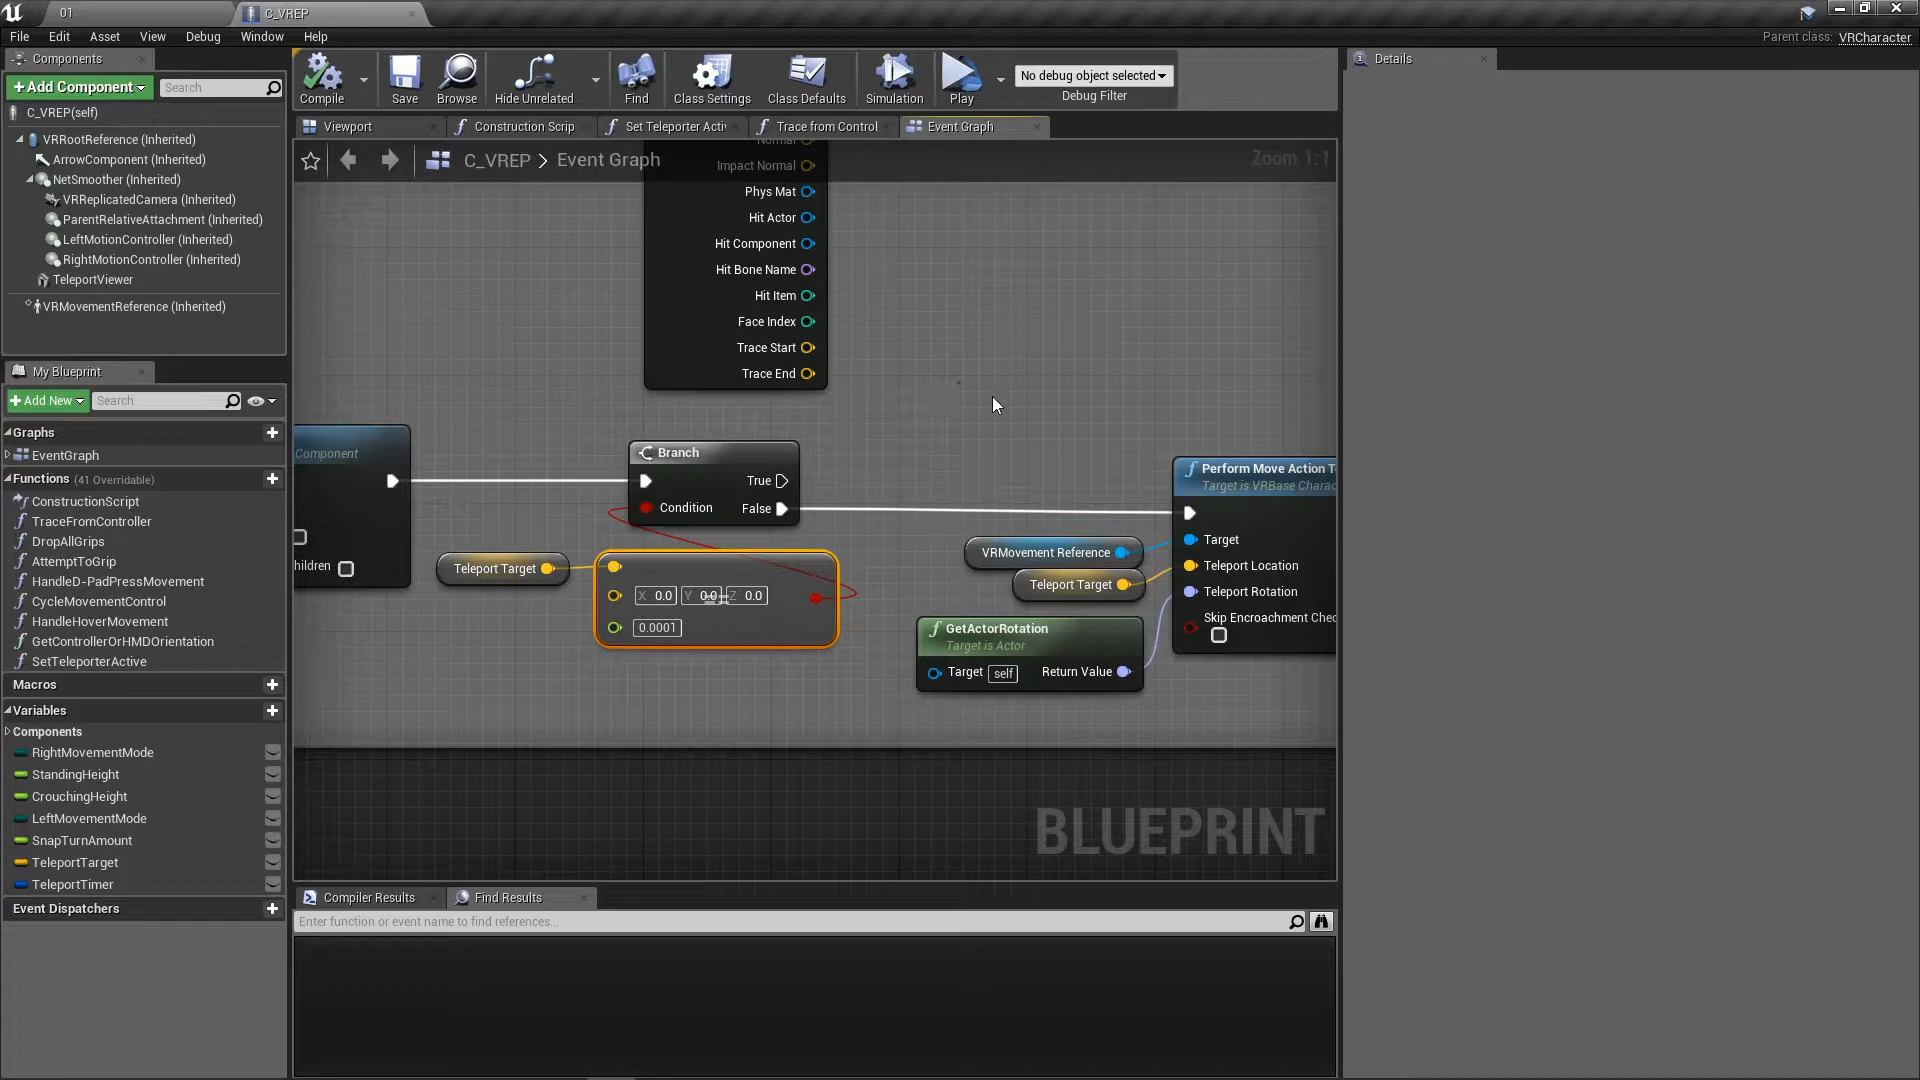 01
C_VREP
File Edit Asset View Debug Window Help
Parent class: VRCharacter
Components
+Add Component
Search
C_VREP(self)
VRRootReference (Inherited)
ArrowComponent (Inherited)
NetSmoother (Inherited)
VRReplicatedCamera (Inherited)
ParentRelativeAttachment (Inherited)
LeftMotionController (Inherited)
RightMotionController (Inherited)
TeleportViewer
VRMovementReference (Inherited)
My Blueprint
+Add New
Search
Graphs
EventGraph
Functions (41 Overridable)
ConstructionScript
TraceFromController
DropAllGrips
AttemptToGrip
HandleD-PadPressMovement
CycleMovementControl
HandleHoverMovement
GetControllerOrHMDOrientation
SetTeleporterActive
Macros
Variables
Components
RightMovementMode
StandingHeight
CrouchingHeight
LeftMovementMode
SnapTurnAmount
TeleportTarget
TeleportTimer
Event Dispatchers
Compile
Save
Browse
Hide Unrelated
Find
Class Settings
Class Defaults
Simulation
Play
No debug object selected
Debug Filter
Viewport
Construction Scrip
Set Teleporter Activ
Trace from Control
Event Graph
C_VREP > Event Graph
Zoom 1:1
Normal
Impact Normal
Phys Mat
Hit Actor
Hit Component
Hit Bone Name
Hit Item
Face Index
Trace Start
Trace End
Component
hildren
Branch
True
Condition False
Teleport Target
X 0.0 Y 0.0 Z 0.0
==
0.0001
VRMovement Reference
Teleport Target
GetActorRotation
Target is Actor
Target self Return Value
Perform Move Action T
Target is VRBase Charac
Target
Teleport Location
Teleport Rotation
Skip Encroachment Chec
BLUEPRINT
Compiler Results
Find Results
Enter function or event name to find references...
Details